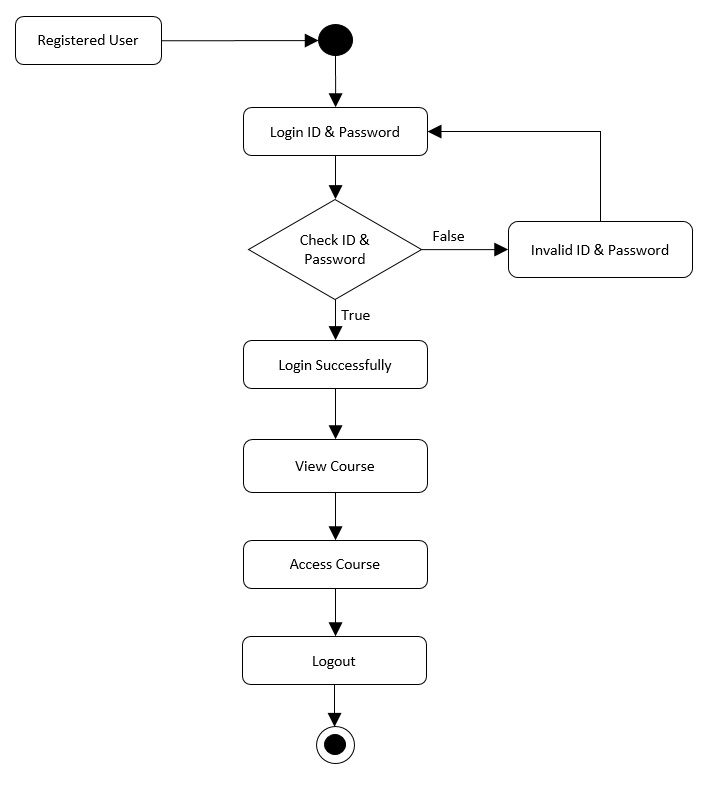 Registered User
Login ID & Password
Check ID &
Password
False
Invalid ID & Password
True
Login Successfully
View Course
Access Course
Logout